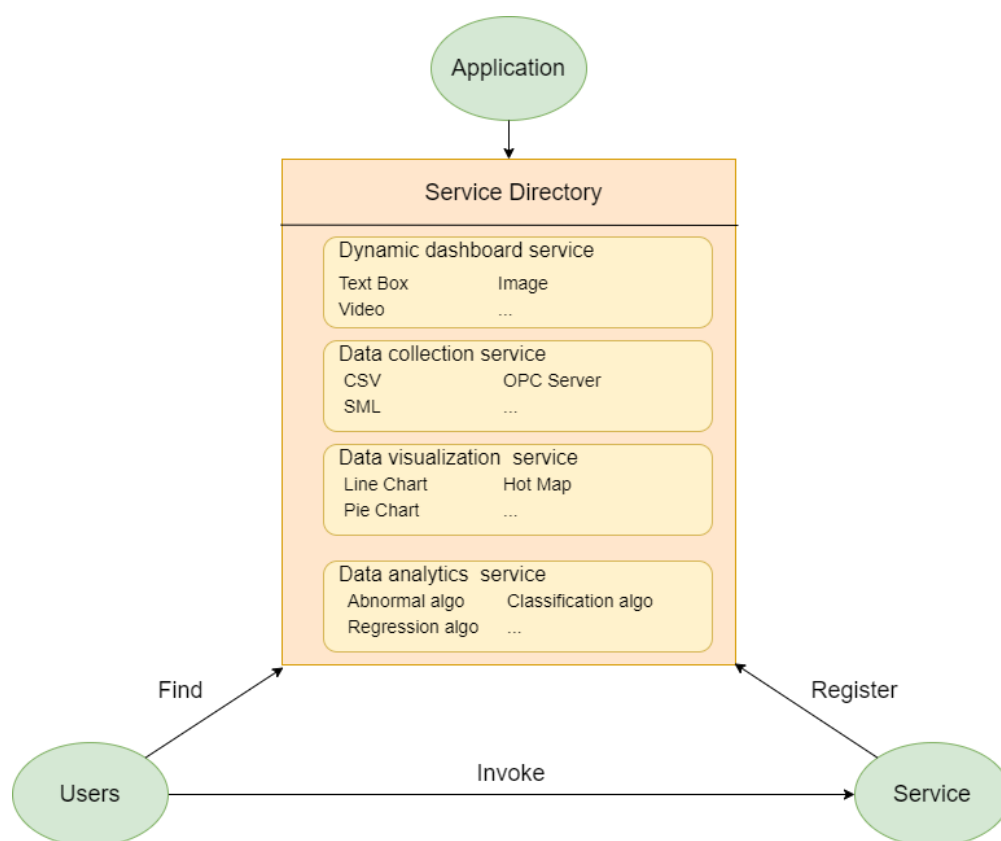 Application
Service Directory
Dynamic dashboard service
Text Box Image
Video ...
Data collection service
CSV OPC Server
SML ...
Data visualization service
Line Chart Hot Map
Pie Chart ...
Data analytics service
Abnormal algo Classification algo
Regression algo ...
Find
Register
Invoke
Users
Service